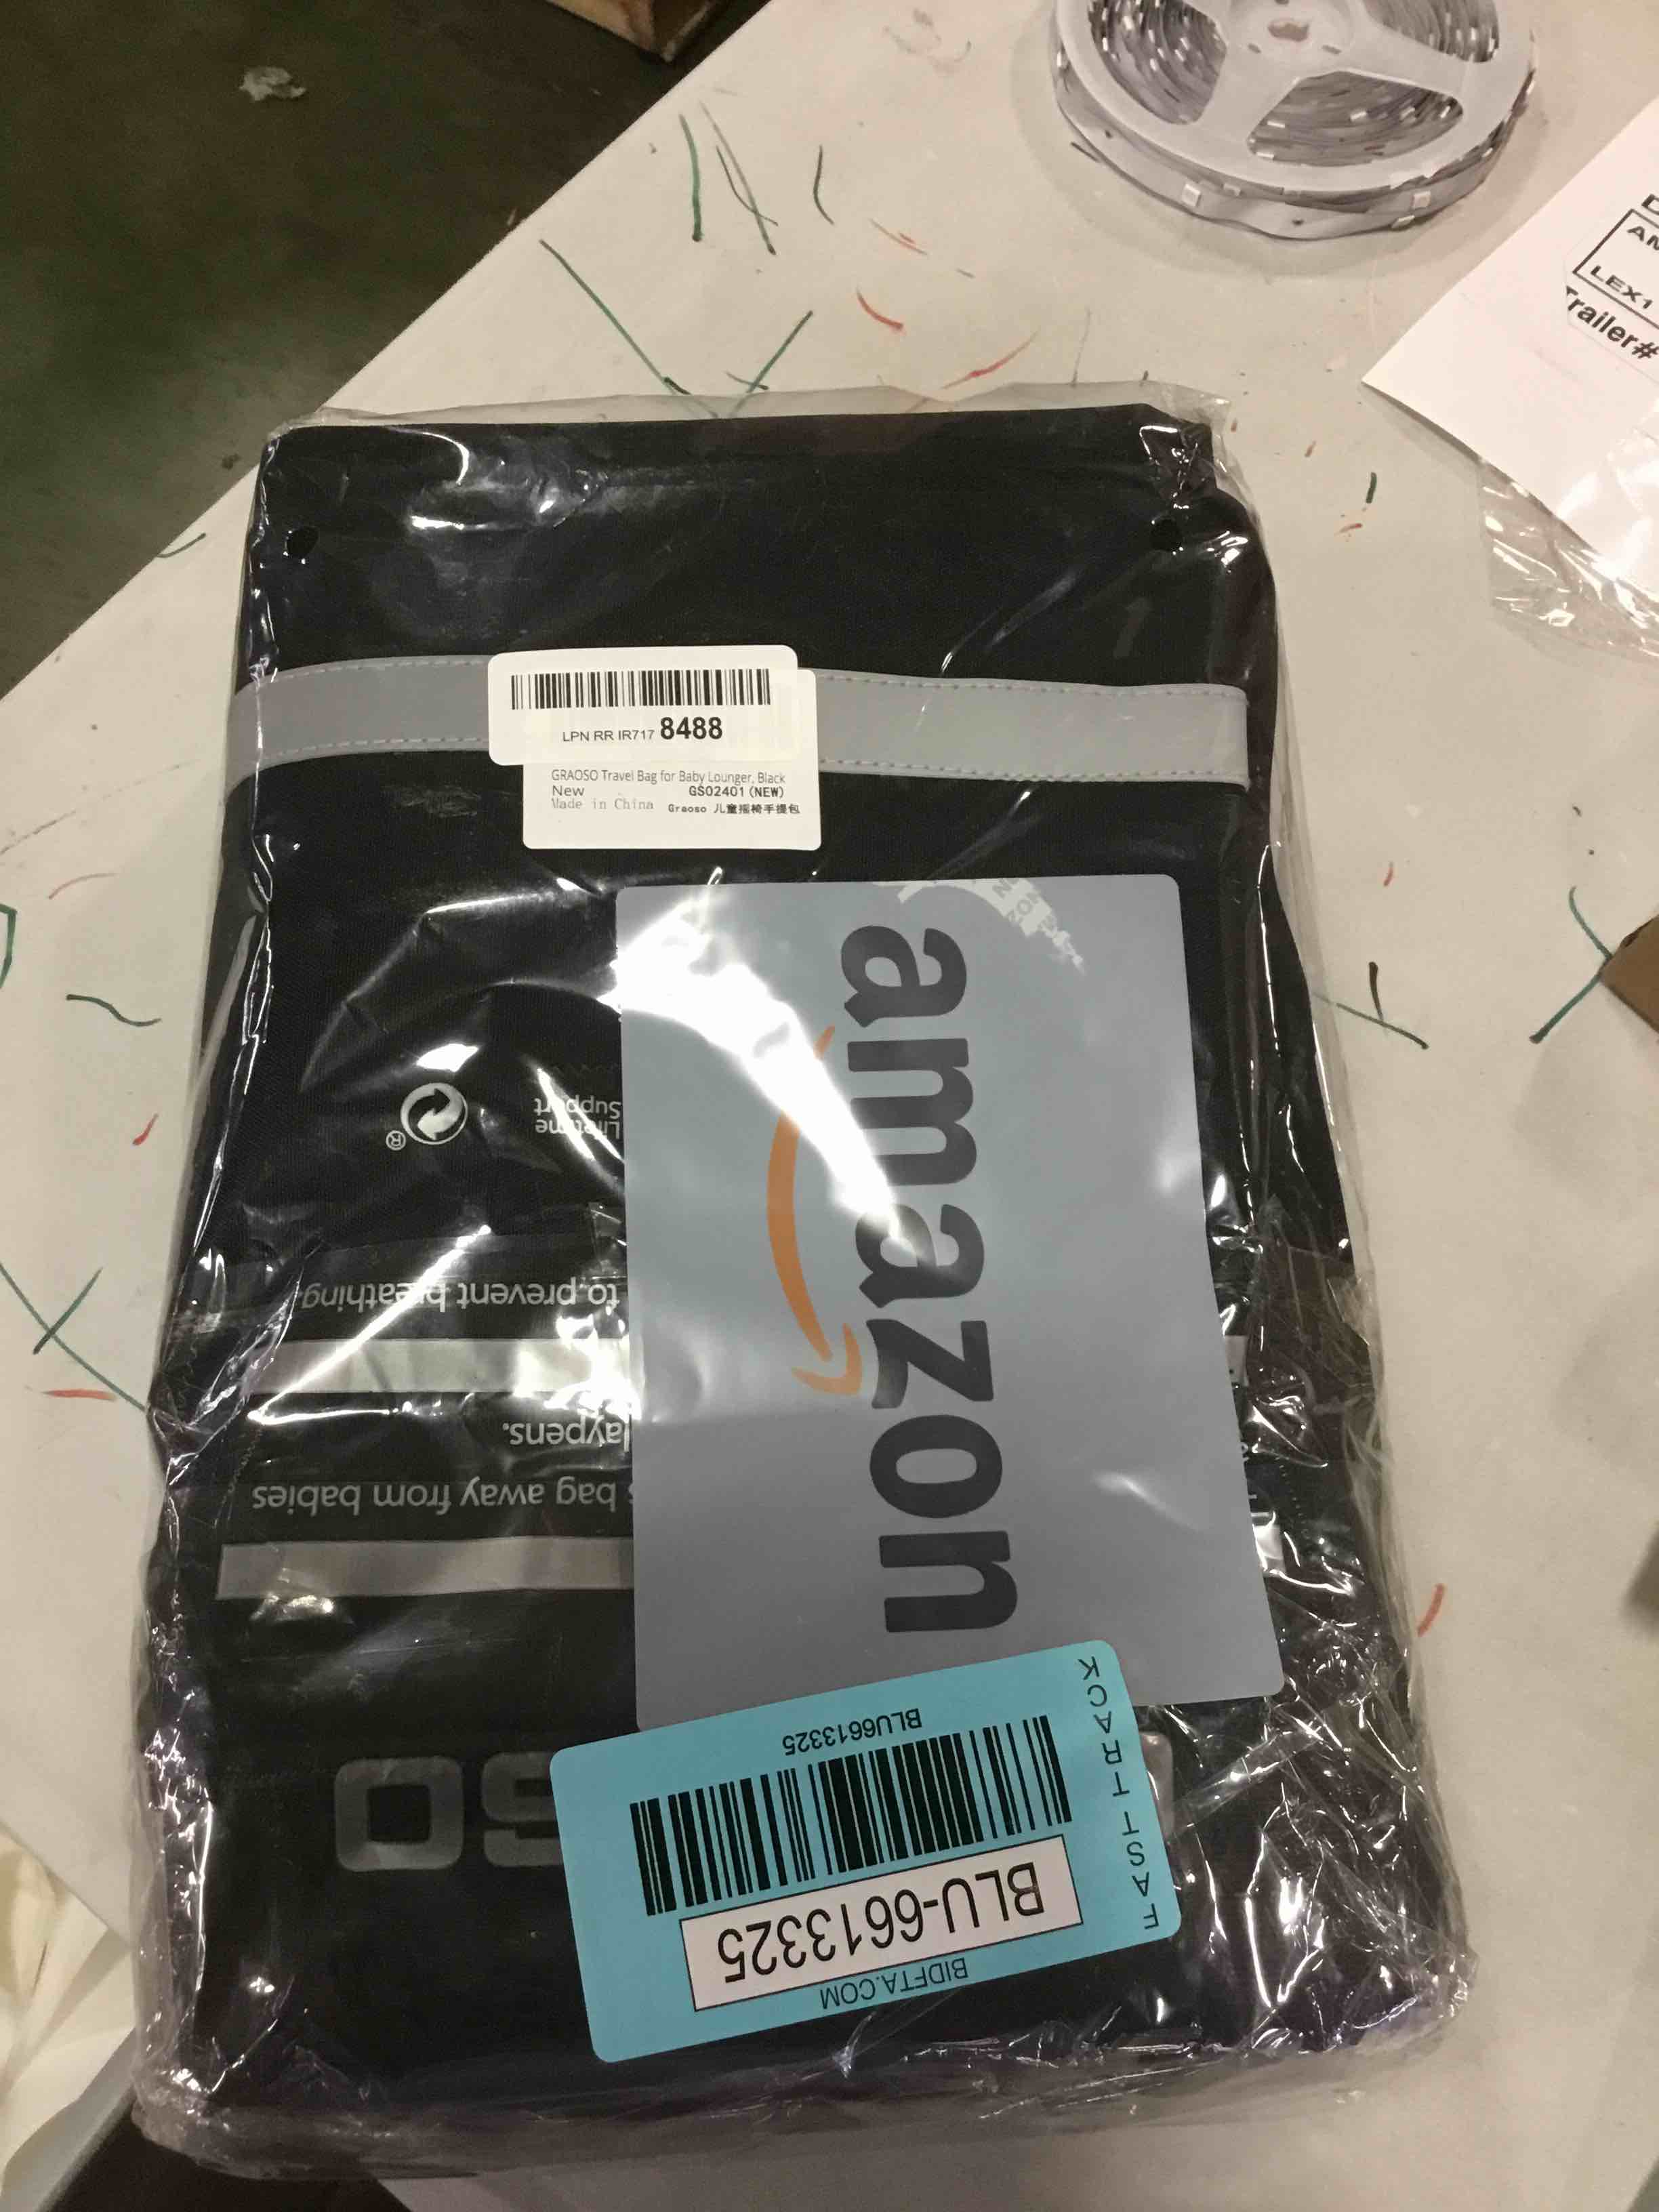 AM
LEX1
Trailer#
LPN RR IR717 8488
GRAOSO Travel Bag for Baby Lounger, Black
New GS02401 (NEW)
Made in China Graoso 儿童摇椅手提包
amazon
®
Lifetime
Support
to prevent breathing.
bag away from babies
FAST TRACK
BIDFTA.COM
BLU-6613325
BLU6613325